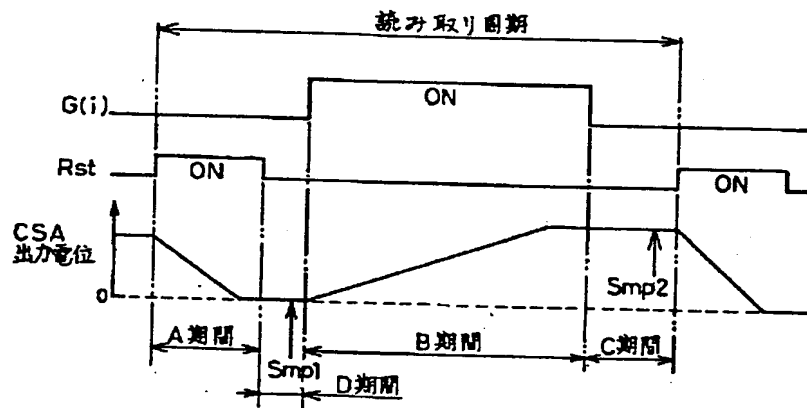 読み取り周期
G(i)
ON
Rst
ON
ON
CSA
出力電位
0
Smp2
A期間
Smp1
B期間
C期間
D期間